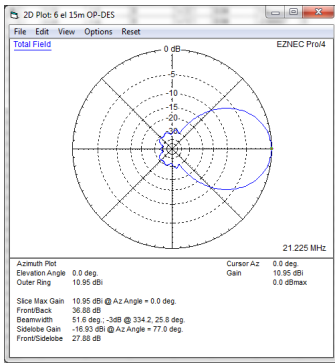 2D Plot: 6 el 15m OP-DES
File Edit View Options Reset
Total Field
0 dB
EZNEC Pro/4
-5
-10
-15
-20
-30
21.225 MHz
Azimuth Plot
Elevation Angle 0.0 deg.
Outer Ring 10.95 dBi
Cursor Az 0.0 deg.
Gain 10.95 dBi
0.0 dBmax
Slice Max Gain 10.95 dBi @ Az Angle = 0.0 deg.
Front/Back 36.88 dB
Beamwidth 51.6 deg.; -3dB @ 334.2, 25.8 deg.
Sidelobe Gain -16.93 dBi @ Az Angle = 77.0 deg.
Front/Sidelobe 27.88 dB